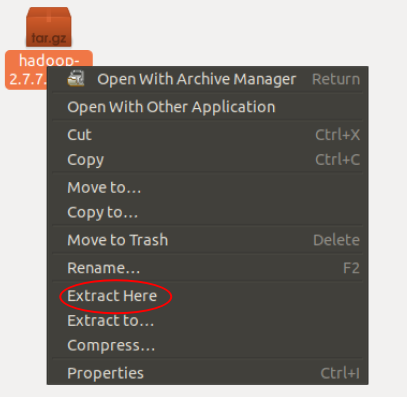 tar.gz
hadoop-
2.7.7.
Open With Archive Manager Return
Open With Other Application
Cut Ctrl+X
Copy Ctrl+C
Move to...
Copy to...
Move to Trash Delete
Rename... F2
Extract Here
Extract to...
Compress...
Properties Ctrl+I